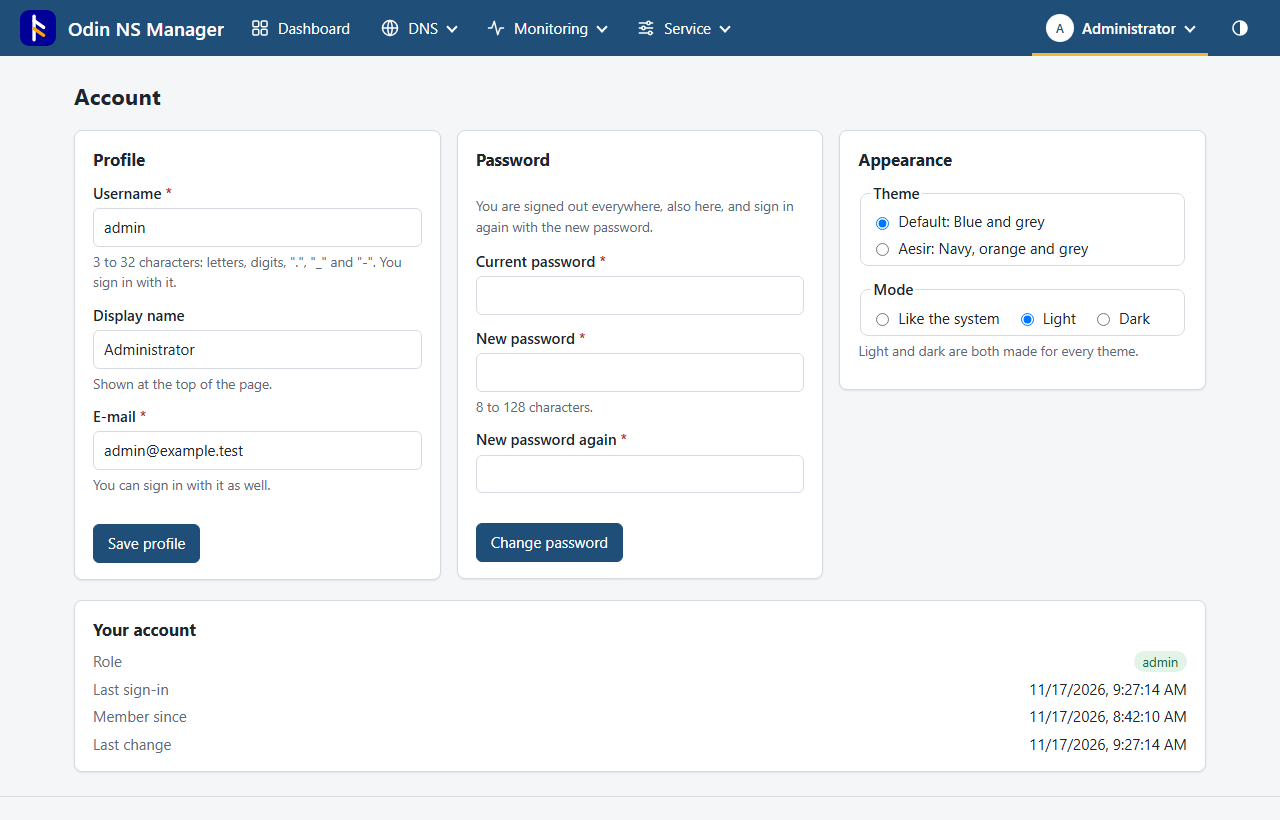 Odin NS Manager
Dashboard
DNS
Monitoring
Service
A
Administrator
Account
Profile
Username *
admin
3 to 32 characters: letters, digits, ".", "_" and "-". You
sign in with it.
Display name
Administrator
Shown at the top of the page.
E-mail *
admin@example.test
You can sign in with it as well.
Save profile
Password
You are signed out everywhere, also here, and sign in
again with the new password.
Current password *
New password *
8 to 128 characters.
New password again *
Change password
Appearance
Theme
Default: Blue and grey
Aesir: Navy, orange and grey
Mode
Like the system
Light
Dark
Light and dark are both made for every theme.
Your account
Role
admin
Last sign-in
11/17/2026, 9:27:14 AM
Member since
11/17/2026, 8:42:10 AM
Last change
11/17/2026, 9:27:14 AM